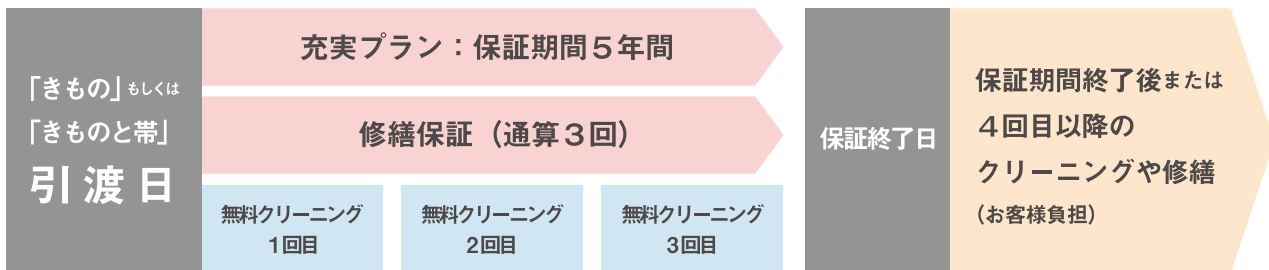 「きもの」もしくは
「きものと帯」
引渡日
充実プラン：保証期間５年間
修繕保証（通算３回）
無料クリーニング
1回目
無料クリーニング
2回目
無料クリーニング
3回目
保証終了日
保証期間終了後または
４回目以降の
クリーニングや修繕
（お客様負担）